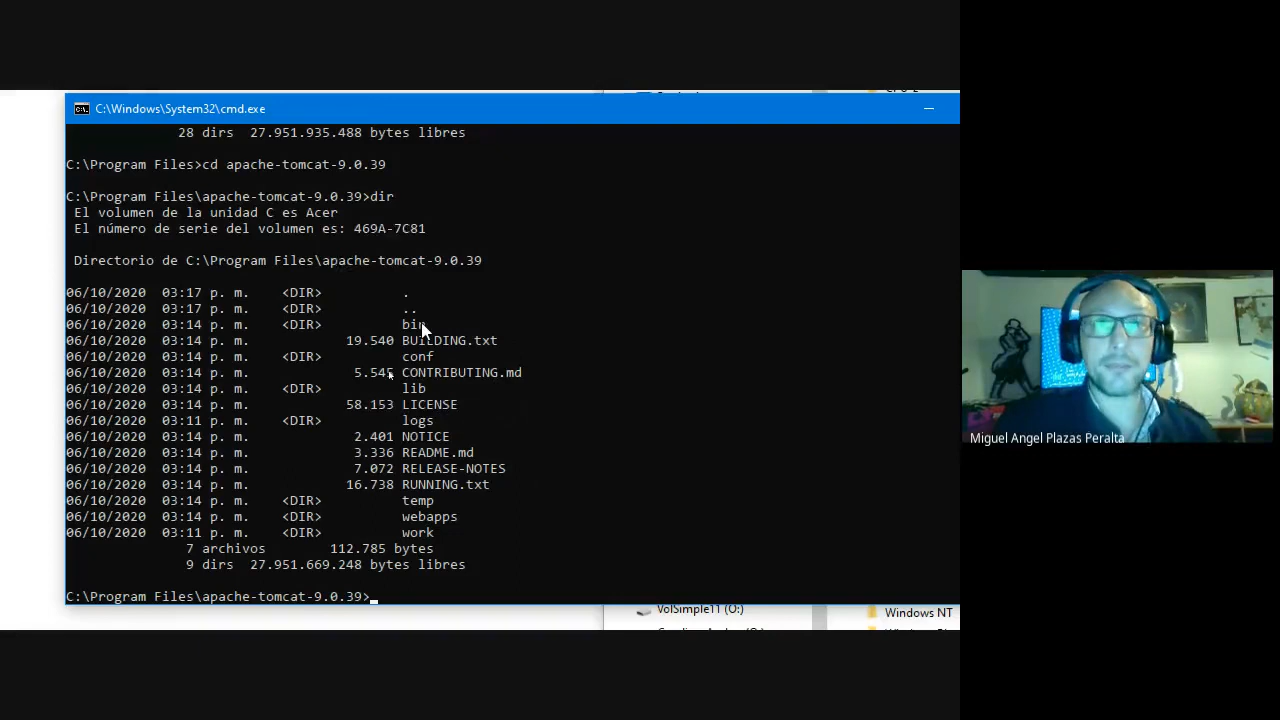 C:\Windows\System32\cmd.exe
28 dirs  27.951.935.488 bytes libres
C:\Program Files>cd apache-tomcat-9.0.39
C:\Program Files\apache-tomcat-9.0.39>dir
El volumen de la unidad C es Acer
El número de serie del volumen es: 469A-7C81
Directorio de C:\Program Files\apache-tomcat-9.0.39
06/10/2020  03:17 p. m.    <DIR>          .
06/10/2020  03:17 p. m.    <DIR>          ..
06/10/2020  03:14 p. m.    <DIR>          bin
06/10/2020  03:14 p. m.            19.540 BUILDING.txt
06/10/2020  03:14 p. m.    <DIR>          conf
06/10/2020  03:14 p. m.             5.545 CONTRIBUTING.md
06/10/2020  03:14 p. m.    <DIR>          lib
06/10/2020  03:14 p. m.            58.153 LICENSE
06/10/2020  03:11 p. m.    <DIR>          logs
06/10/2020  03:14 p. m.             2.401 NOTICE
06/10/2020  03:14 p. m.             3.336 README.md
06/10/2020  03:14 p. m.             7.072 RELEASE-NOTES
06/10/2020  03:14 p. m.            16.738 RUNNING.txt
06/10/2020  03:14 p. m.    <DIR>          temp
06/10/2020  03:14 p. m.    <DIR>          webapps
06/10/2020  03:11 p. m.    <DIR>          work
7 archivos        112.785 bytes
9 dirs  27.951.669.248 bytes libres
C:\Program Files\apache-tomcat-9.0.39>
VolSimple11 (O:)
Windows NT
Miguel Angel Plazas Peralta